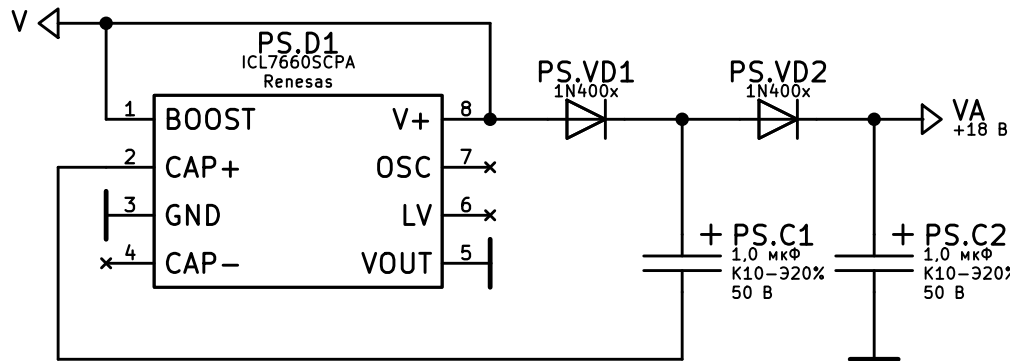 V
PS.D1
ICL7660SCPA
Renesas
1 BOOST V+ 8
2 CAP+ OSC 7
3 GND LV 6
4 CAP- VOUT 5
PS.VD1
1N400x
PS.VD2
1N400x
VA
+18 В
+ PS.C1
1,0 мкФ
К10-Э20%
50 В
+ PS.C2
1,0 мкФ
К10-Э20%
50 В